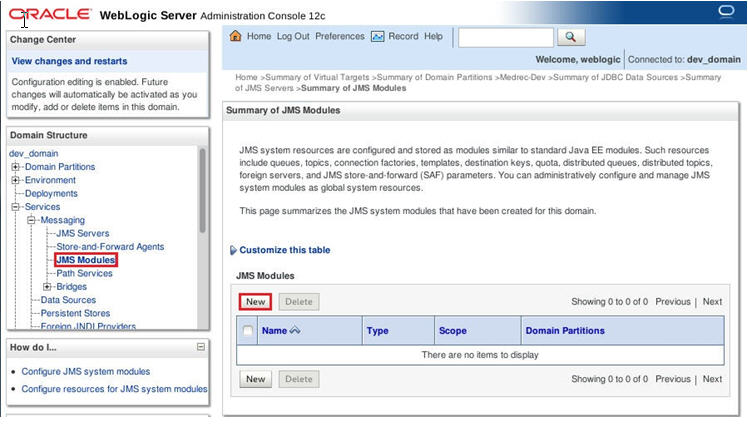 ORACLE WebLogic Server Administration Console 12c
Change Center
View changes and restarts
Configuration editing is enabled. Future
changes will automatically be activated as you
modify, add or delete items in this domain.
Domain Structure
dev_domain
Domain Partitions
Environment
Deployments
Services
Messaging
JMS Servers
Store-and-Forward Agents
JMS Modules
Path Services
Bridges
Data Sources
Persistent Stores
Foreign JNDI Providers
How do I...
Configure JMS system modules
Configure resources for JMS system modules
Home Log Out Preferences Record Help
Welcome, weblogic Connected to: dev_domain
Home >Summary of Virtual Targets >Summary of Domain Partitions >Medrec-Dev >Summary of JDBC Data Sources >Summary
of JMS Servers >Summary of JMS Modules
Summary of JMS Modules
JMS system resources are configured and stored as modules similar to standard Java EE modules. Such resources
include queues, topics, connection factories, templates, destination keys, quota, distributed queues, distributed topics,
foreign servers, and JMS store-and-forward (SAF) parameters. You can administratively configure and manage JMS
system modules as global system resources.
This page summarizes the JMS system modules that have been created for this domain.
Customize this table
JMS Modules
New Delete Showing 0 to 0 of 0 Previous | Next
Name Type Scope Domain Partitions
There are no items to display
New Delete Showing 0 to 0 of 0 Previous | Next